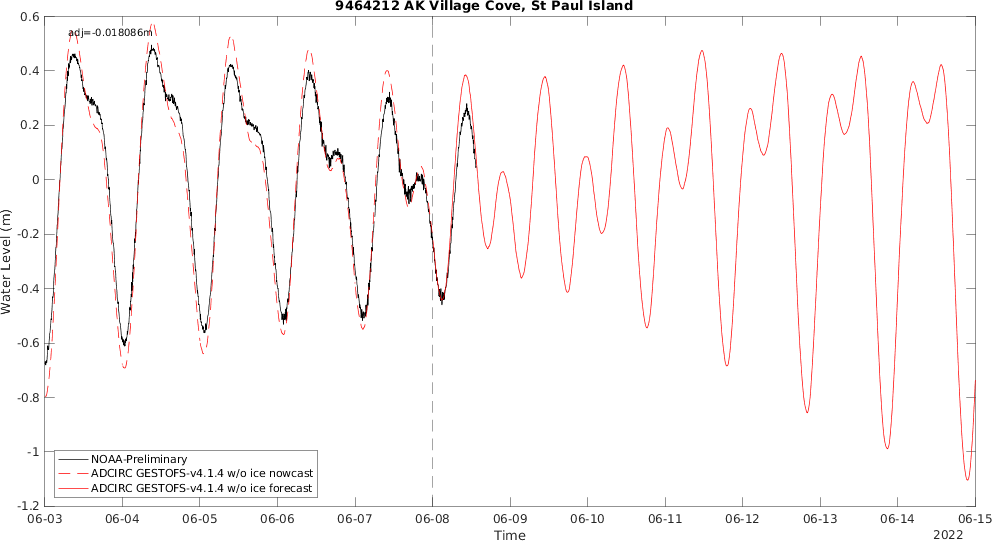 9464212 AK Village Cove, St Paul Island
adj=-0.018086m
0.6
0.4
0.2
0
-0.2
-0.4
-0.6
-0.8
-1
-1.2
Water Level (m)
NOAA-Preliminary
ADCIRC GESTOFS-v4.1.4 w/o ice nowcast
ADCIRC GESTOFS-v4.1.4 w/o ice forecast
06-03 06-04 06-05 06-06 06-07 06-08 06-09 06-10 06-11 06-12 06-13 06-14 06-15
Time
2022